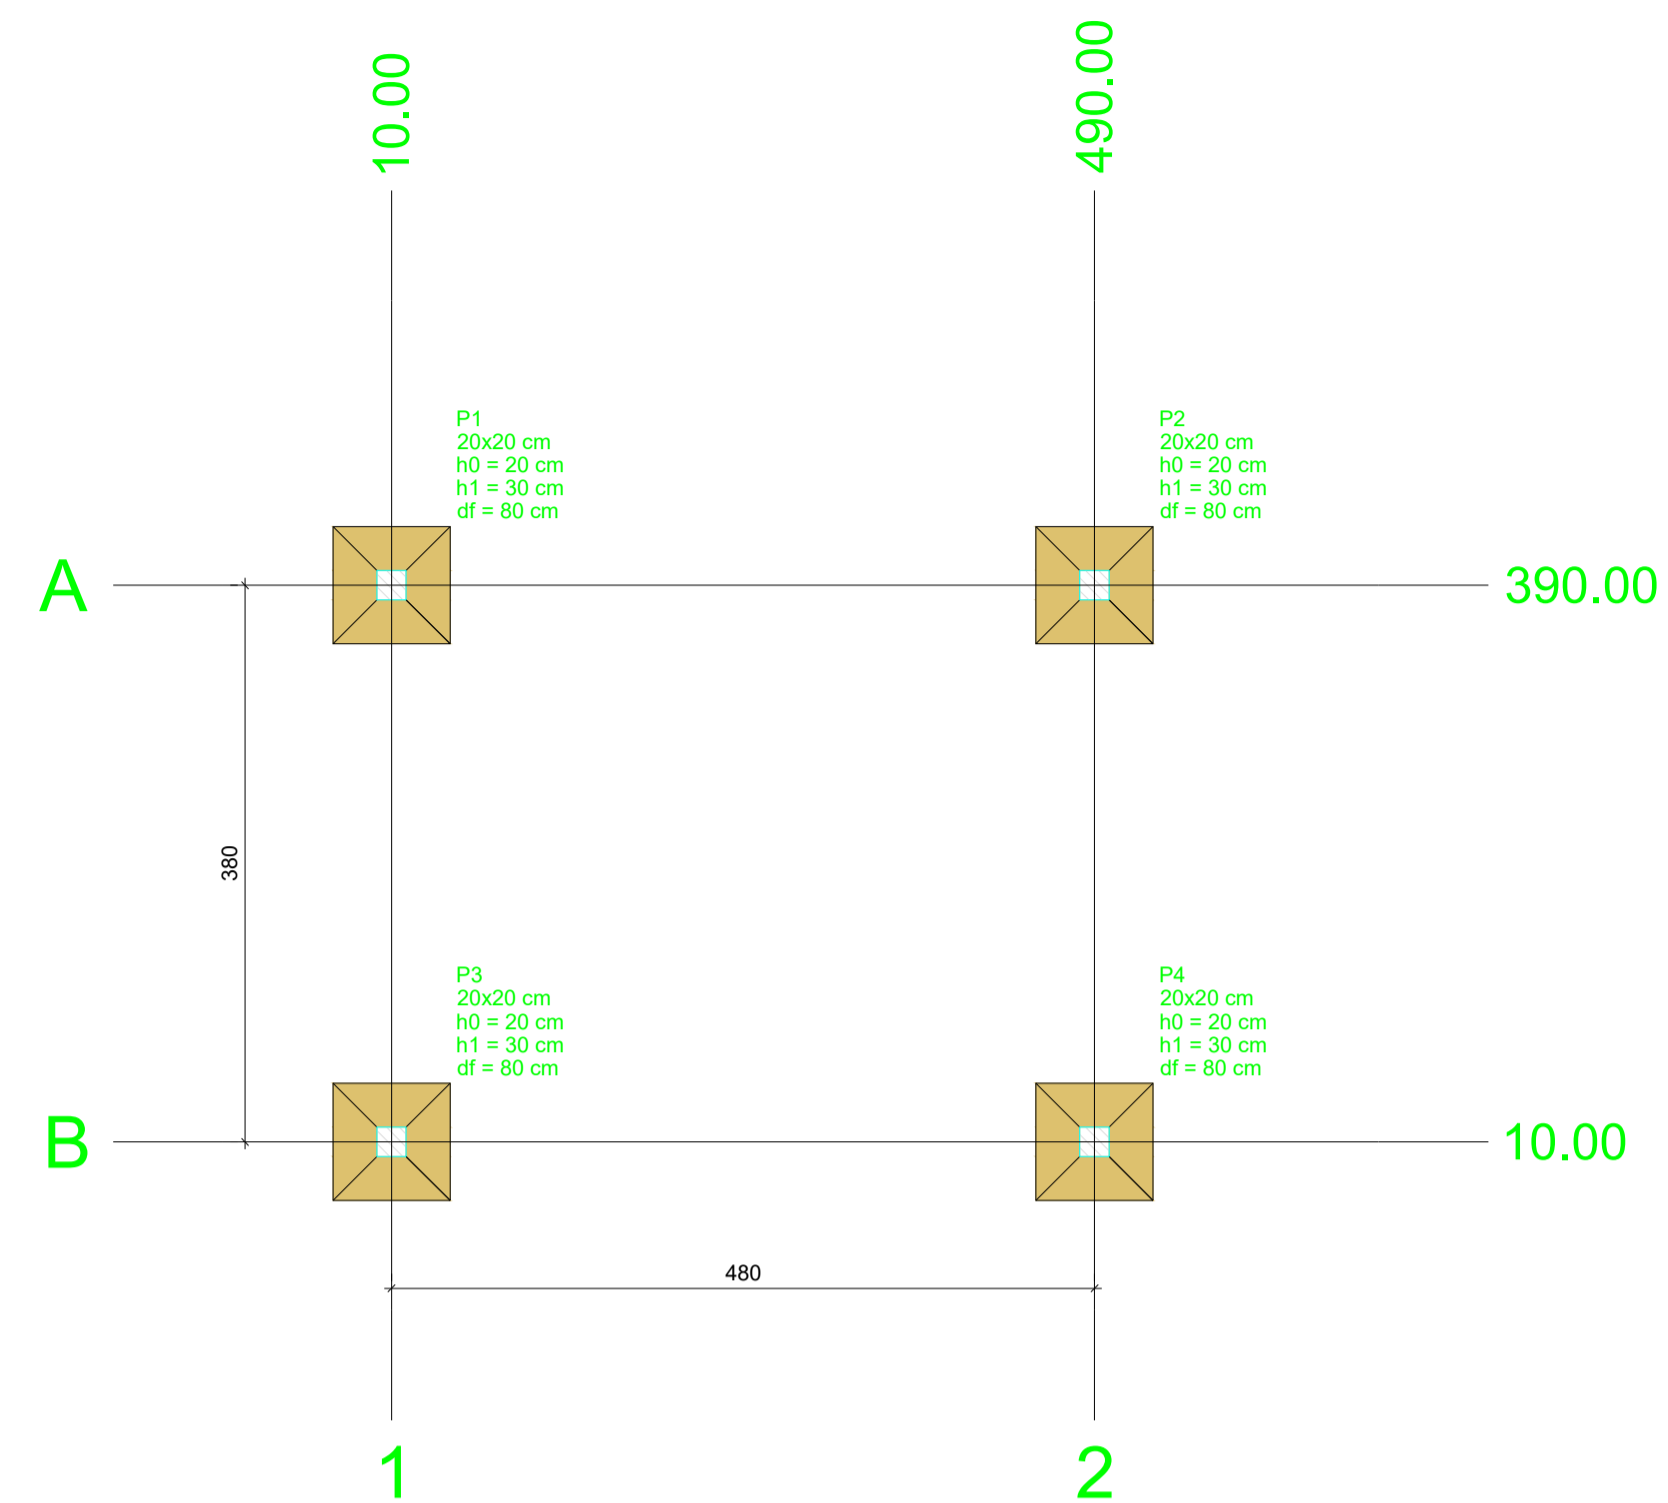 10.00
490.00
P1
20x20 cm
h0 = 20 cm
h1 = 30 cm
df = 80 cm
P2
20x20 cm
h0 = 20 cm
h1 = 30 cm
df = 80 cm
A
390.00
380
P3
20x20 cm
h0 = 20 cm
h1 = 30 cm
df = 80 cm
P4
20x20 cm
h0 = 20 cm
h1 = 30 cm
df = 80 cm
B
10.00
480
1
2